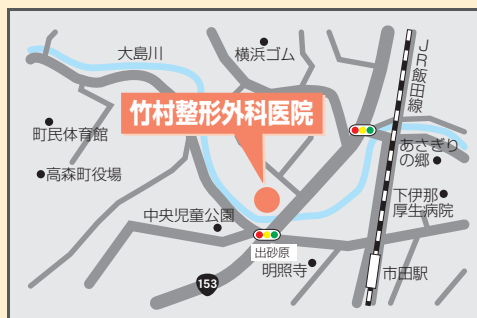 大島川
横浜ゴム
JR飯田線
竹村整形外科医院
町民体育館
あさぎり
の郷
高森町役場
下伊那
厚生病院
中央児童公園
出砂原
明照寺
市田駅
153